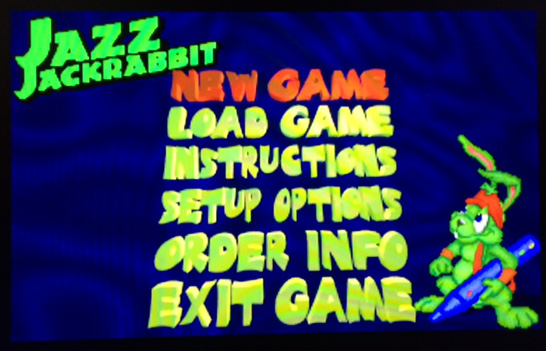 JAZZ
JACKRABBIT
NEW GAME
LOAD GAME
INSTRUCTIONS
SETUP OPTIONS
ORDER INFO
EXIT GAME